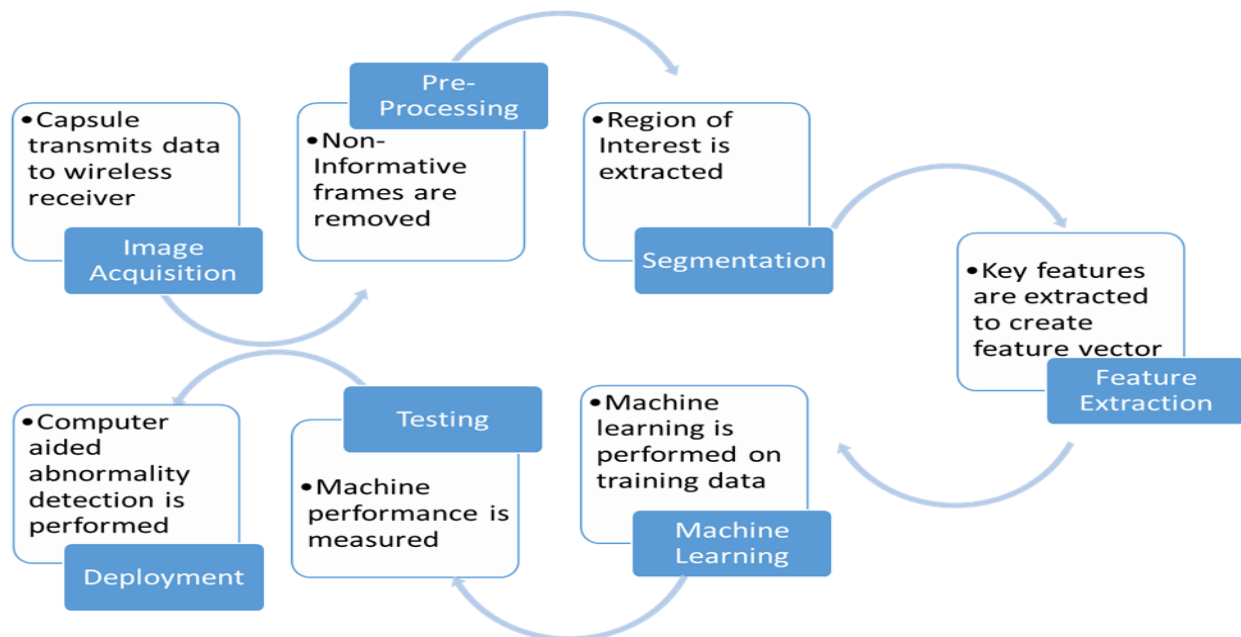 •Capsule
transmits data
to wireless
receiver
Image
Acquisition
Pre-
Processing
•Non-
Informative
frames are
removed
•Region of
Interest is
extracted
Segmentation
•Key features
are extracted
to create
feature vector
Feature
Extraction
•Machine
learning is
performed on
training data
Machine
Learning
Testing
•Machine
performance is
measured
•Computer
aided
abnormality
detection is
performed
Deployment